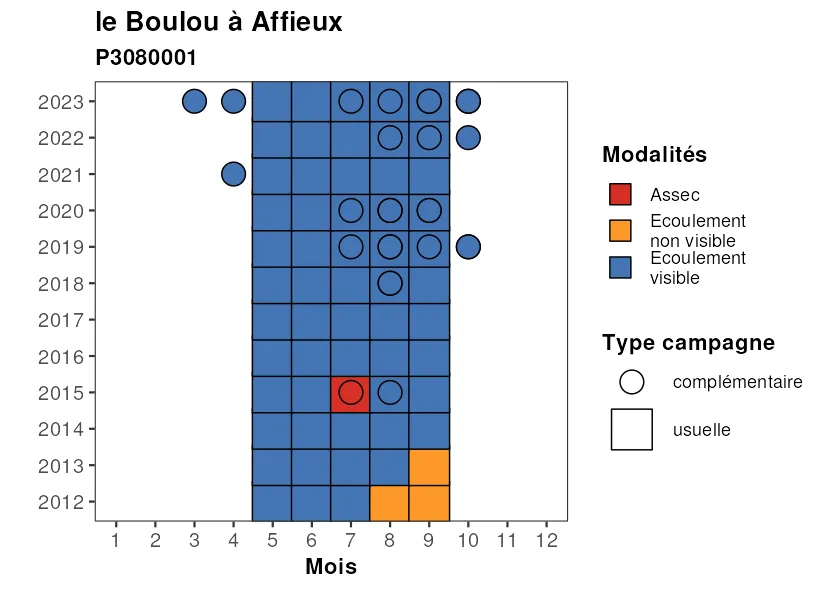 le Boulou à Affieux
P3080001
2023
2022
2021
2020
2019
2018
2017
2016
2015
2014
2013
2012
1 2 3 4 5 6 7 8 9 10 11 12
Mois
Modalités
Assec
Ecoulement
non visible
Ecoulement
visible
Type campagne
complémentaire
usuelle